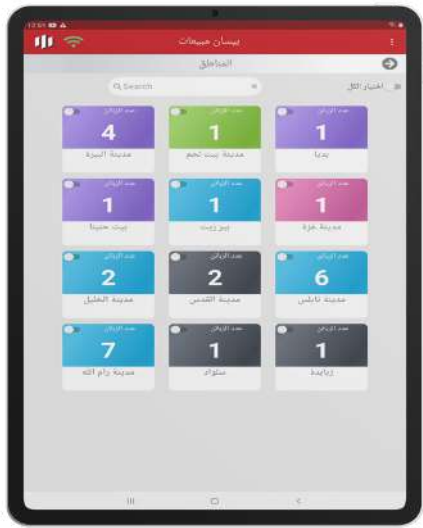 بيسان مبيعات
المناطق
اختيار الكل
Search
عدد الزبائن
1
بديا
عدد الزبائن
1
مدينة بيت لحم
عدد الزبائن
4
مدينة البيرة
عدد الزبائن
1
مدينة غزة
عدد الزبائن
1
بير زيت
عدد الزبائن
1
بيت حنينا
عدد الزبائن
6
مدينة نابلس
عدد الزبائن
2
مدينة القدس
عدد الزبائن
2
مدينة الخليل
عدد الزبائن
1
زبابدة
عدد الزبائن
1
سلواد
عدد الزبائن
7
مدينة رام الله